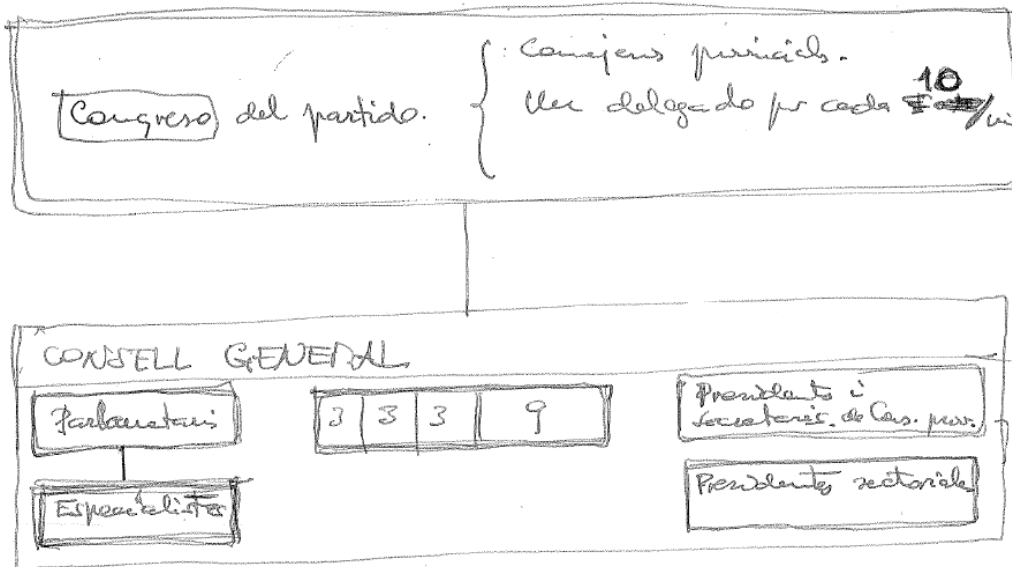 Congreso del partido.
Consejeros provinciales.
Un delegado por cada 10
CONSELL GENERAL
Parlamentaris
3 3 3 9
Presidents i
secretaris de Cons. prov.
Especialistes
Presidentes sectoriales